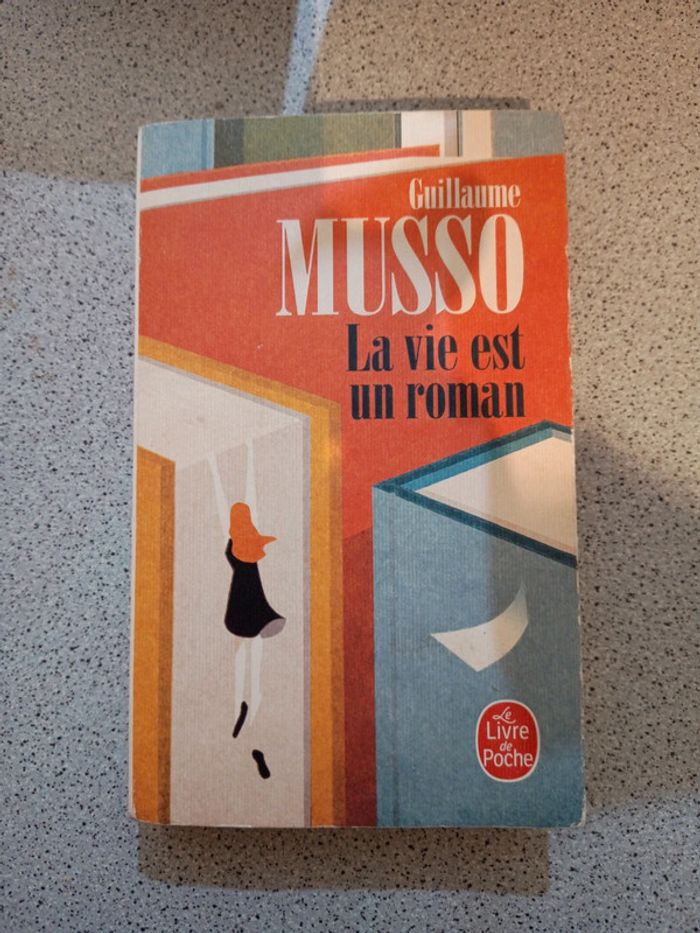 Guillaume
MUSSO
La vie est
un roman
Le
Livre
de
Poche